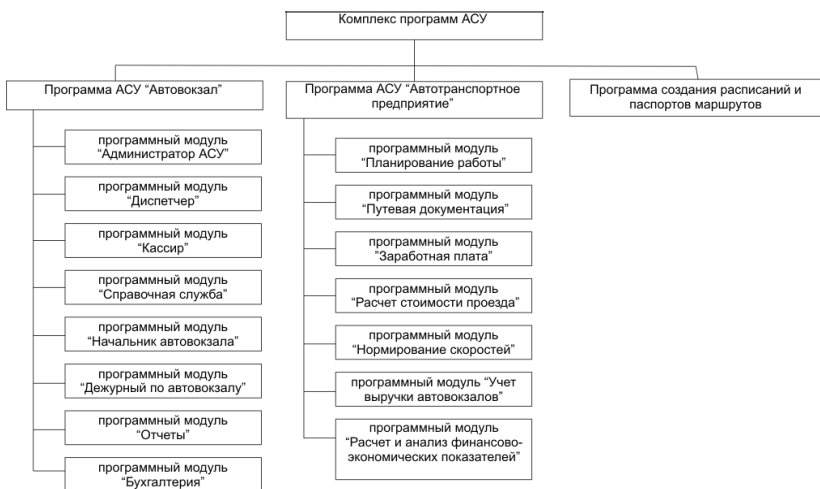 Комплекс программ АСУ
Программа АСУ “Автовокзал”
Программа АСУ “Автотранспортное
предприятие”
Программа создания расписаний и
паспортов маршрутов
программный модуль
“Администратор АСУ”
программный модуль
“Диспетчер”
программный модуль
“Кассир”
программный модуль
“Справочная служба”
программный модуль
“Начальник автовокзала”
программный модуль
“Дежурный по автовокзалу”
программный модуль
“Отчеты”
программный модуль
“Бухгалтерия”
программный модуль
“Планирование работы”
программный модуль
“Путевая документация”
программный модуль
”Заработная плата”
программный модуль
“Расчет стоимости проезда”
программный модуль
“Нормирование скоростей”
программный модуль “Учет
выручки автовокзалов”
программный модуль
“Расчет и анализ финансово-
экономических показателей”